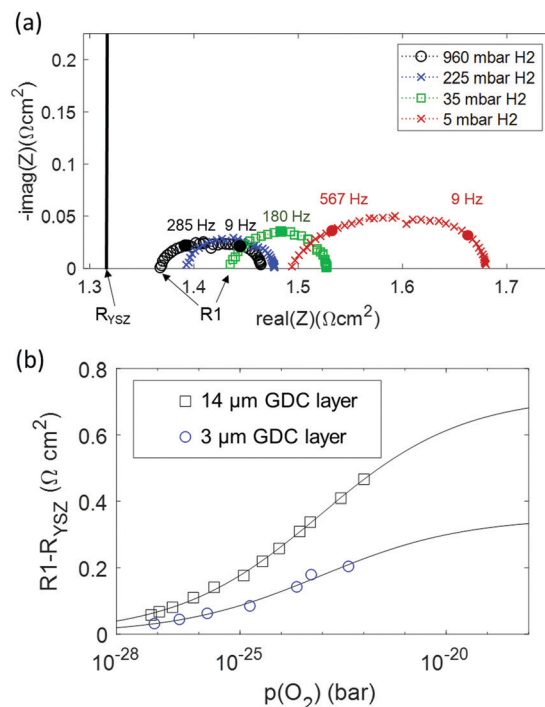 (a)
0.2
0.15
0.1
0.05
0
-imag(Z)(Ωcm²)
960 mbar H2
225 mbar H2
35 mbar H2
5 mbar H2
285 Hz
9 Hz
180 Hz
567 Hz
9 Hz
1.3
1.4
1.5
1.6
1.7
R_YSZ
R1
real(Z)(Ωcm²)
(b)
0.8
0.6
0.4
0.2
0
R1-R_YSZ (Ω cm²)
14 µm GDC layer
3 µm GDC layer
10⁻²⁸
10⁻²⁵
10⁻²⁰
p(O₂) (bar)